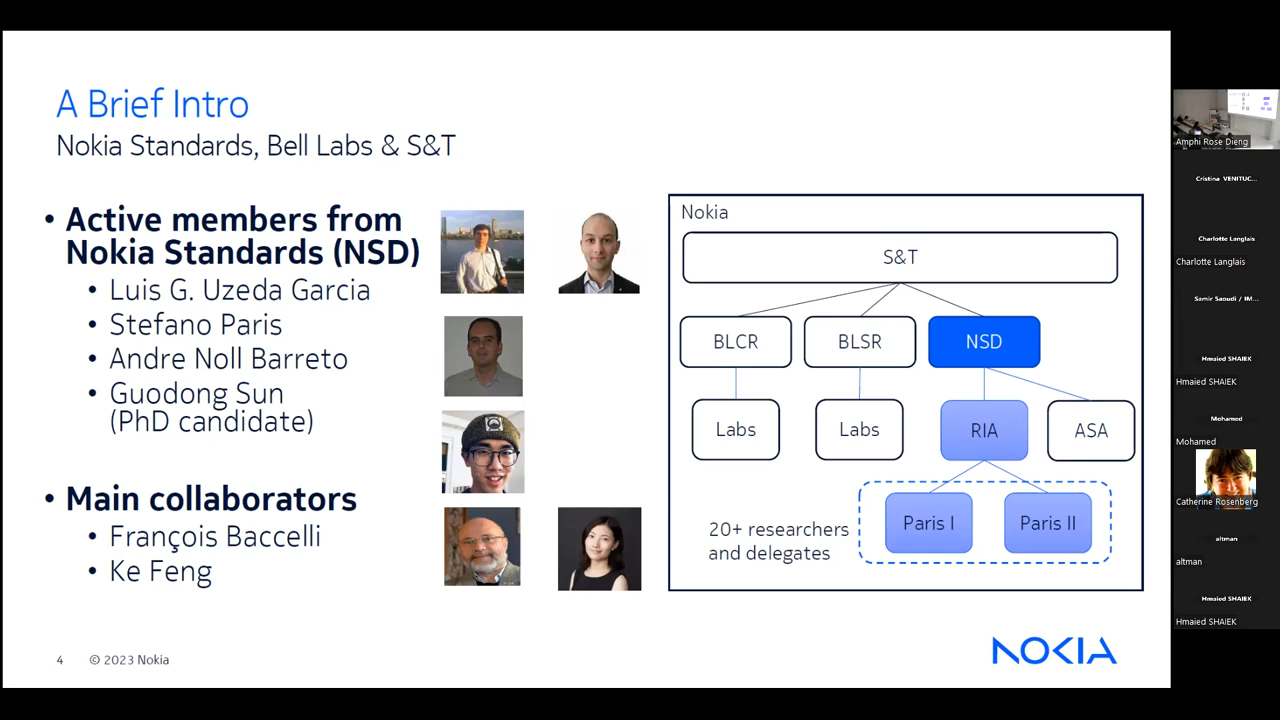 A Brief Intro
Nokia Standards, Bell Labs & S&T
• Active members from
Nokia Standards (NSD)
• Luis G. Uzeda Garcia
• Stefano Paris
• Andre Noll Barreto
• Guodong Sun
(PhD candidate)
• Main collaborators
• François Baccelli
• Ke Feng
Nokia
S&T
BLCR
BLSR
NSD
Labs
Labs
RIA
ASA
Paris I
Paris II
20+ researchers
and delegates
4 © 2023 Nokia
NOKIA
Amphi Rose Dieng
Cristina VENITUC...
Charlotte Langlais
Charlotte Langlais
Samir Saoudi / IM...
Hmaied SHAIEK
Hmaied SHAIEK
Mohamed
Mohamed
Catherine Rosenberg
altman
altman
Hmaied SHAIEK
Hmaied SHAIEK